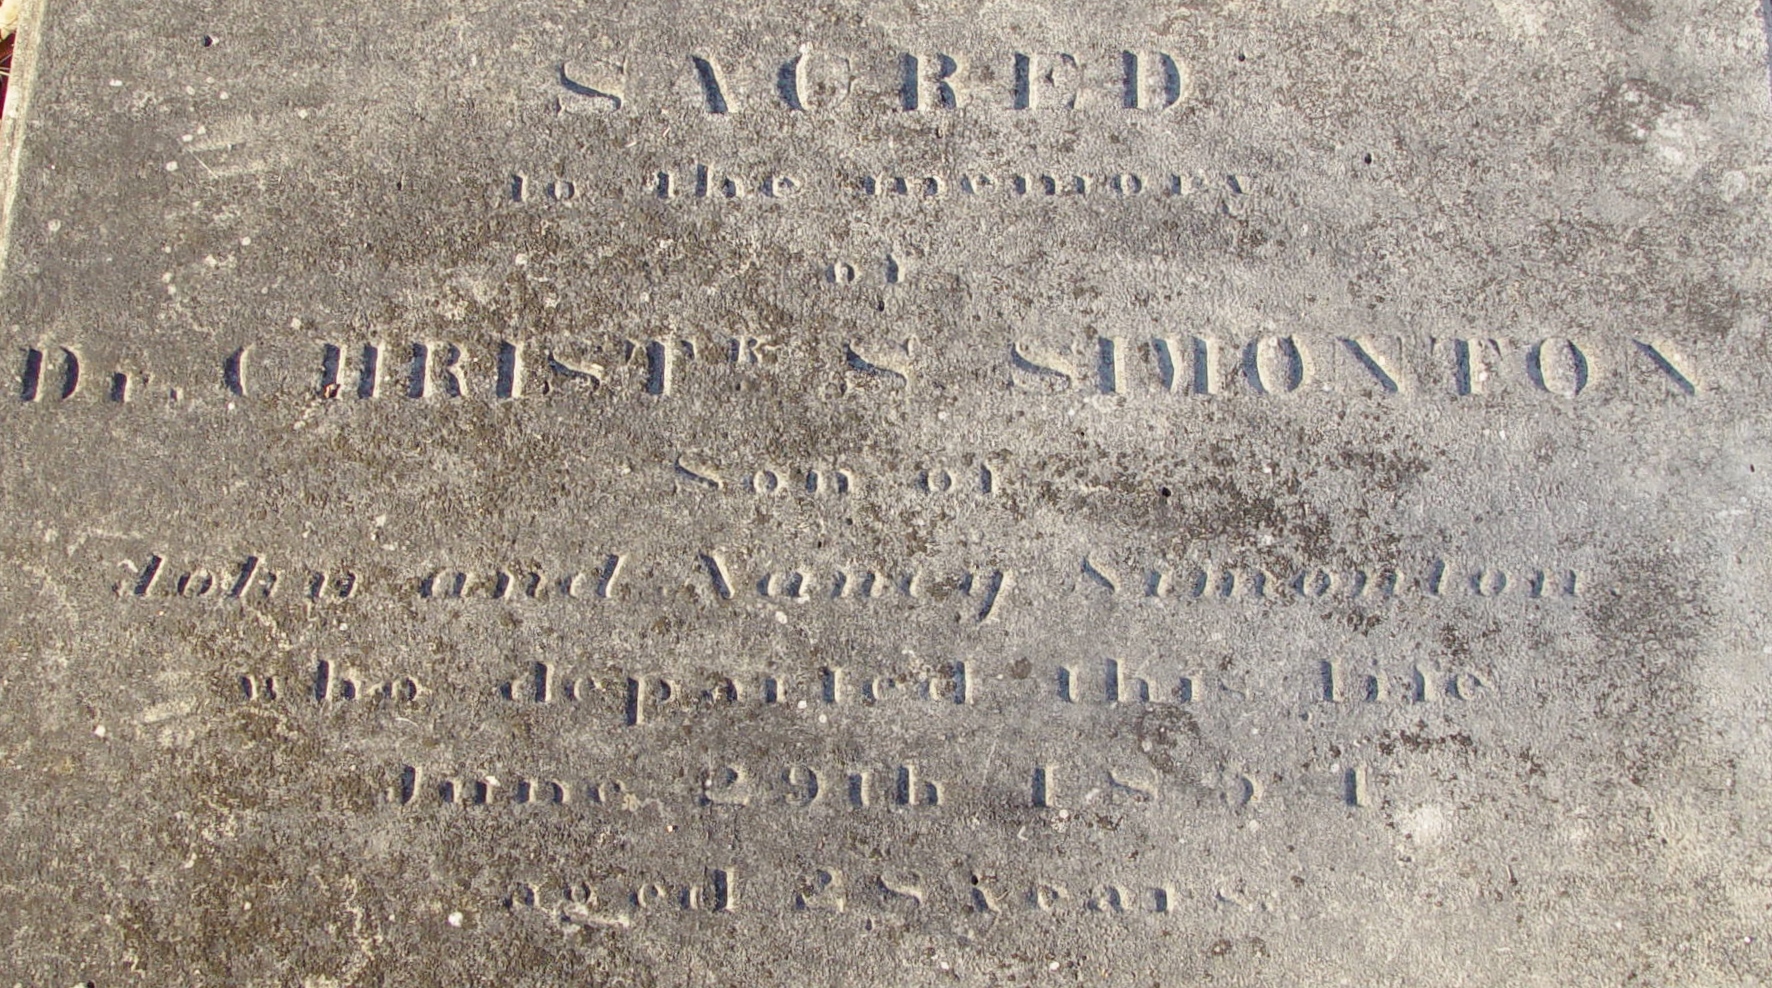 SACRED
to the memory
of
Dr. CHRISTR S SIMONTON
Son of
John and Nancy Simonton
who departed this life
June 29th
aged 28 years